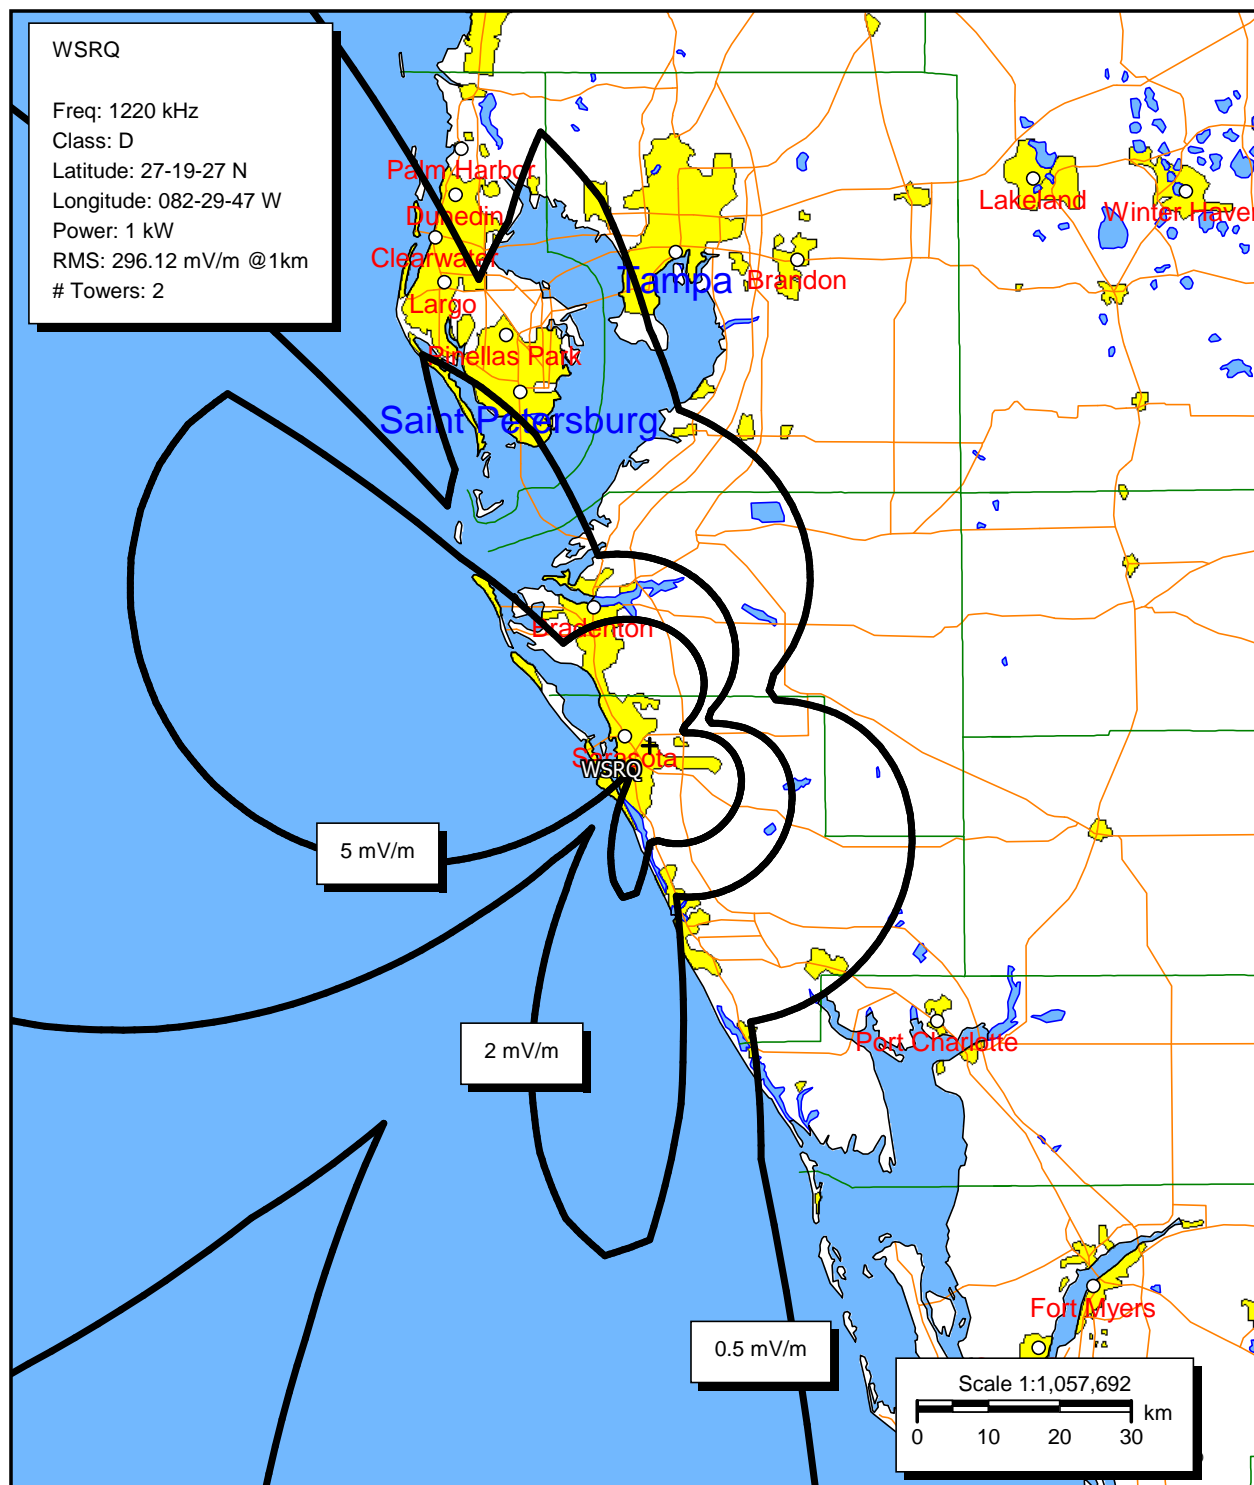 WSRQ
Freq: 1220 kHz
Class: D
Latitude: 27-19-27 N
Longitude: 082-29-47 W
Power: 1 kW
RMS: 296.12 mV/m @1km
# Towers: 2
Palm Harbor
Dunedin
Clearwater
Largo
Pinellas Park
Saint Petersburg
Tampa
Brandon
Lakeland
Winter Haven
Bradenton
Sarasota
WSRQ
5 mV/m
2 mV/m
Port Charlotte
Fort Myers
0.5 mV/m
Scale 1:1,057,692
km
0 10 20 30